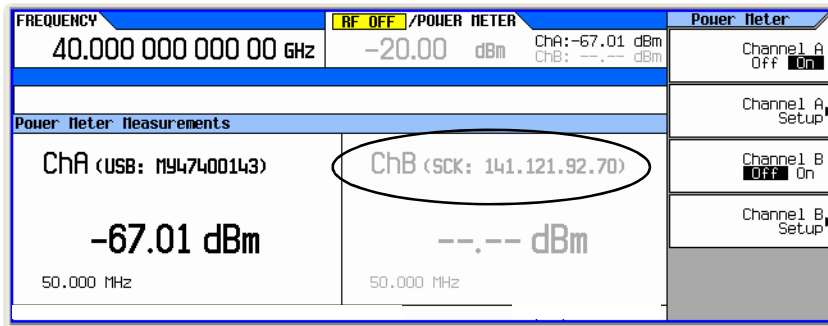 FREQUENCY
40.000 000 000 00 GHz
RF OFF /POWER METER
-20.00 dBm
ChA:-67.01 dBm
ChB: --.-- dBm
Power Meter Measurements
ChA (USB: MY47400143)
-67.01 dBm
50.000 MHz
ChB (SCK: 141.121.92.70)
--.-- dBm
50.000 MHz
Power Meter
Channel A
Off On
Channel A
Setup
Channel B
Off On
Channel B
Setup